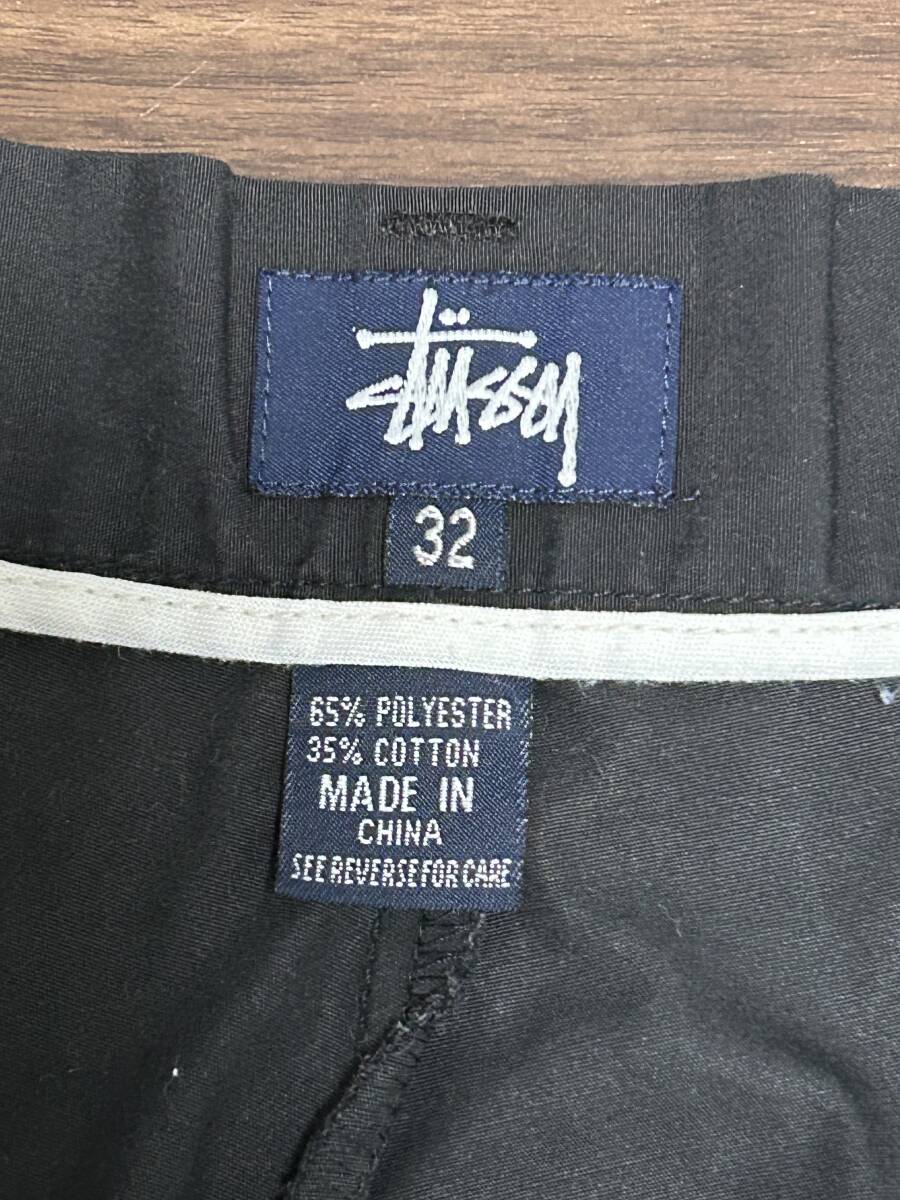 Stüssy
32
65% POLYESTER
35% COTTON
MADE IN
CHINA
SEE REVERSE FOR CARE